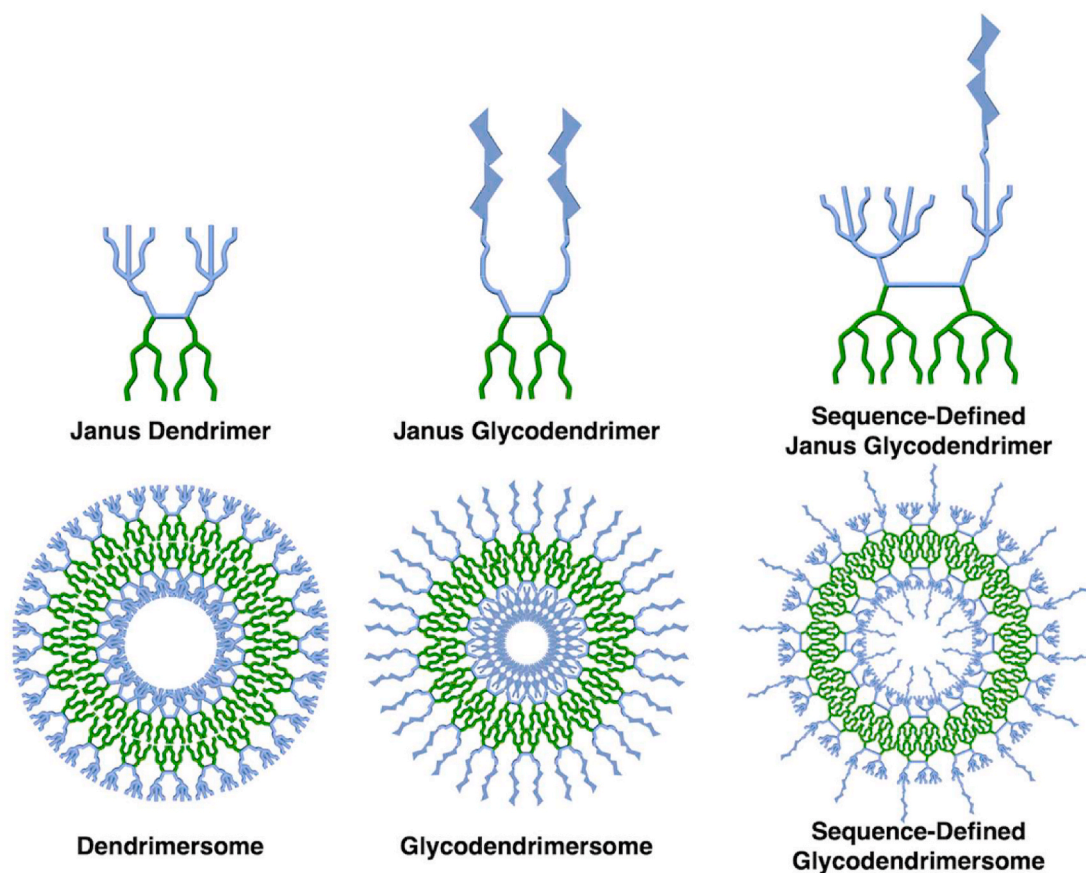 Janus Dendrimer
Janus Glycodendrimer
Sequence-Defined
Janus Glycodendrimer
Dendrimersome
Glycodendrimersome
Sequence-Defined
Glycodendrimersome